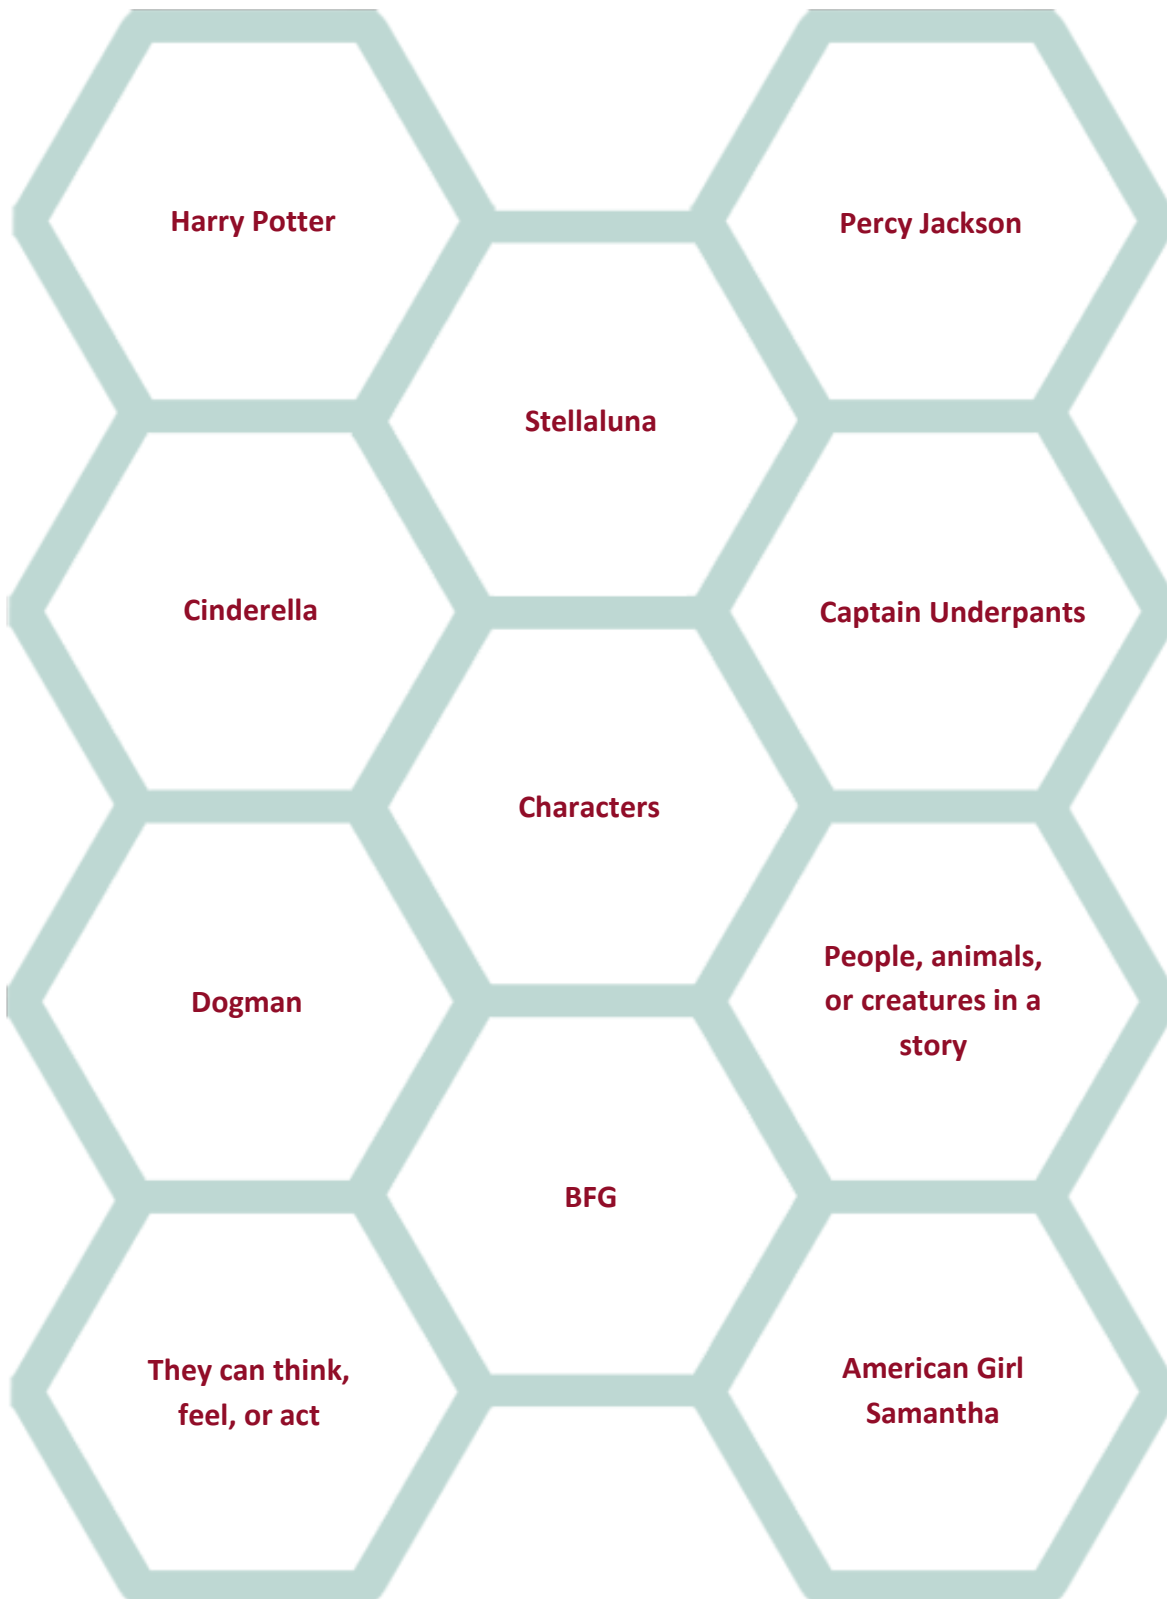 Harry Potter
Percy Jackson
Stellaluna
Cinderella
Captain Underpants
Characters
Dogman
People, animals,
or creatures in a
story
BFG
They can think,
feel, or act
American Girl
Samantha